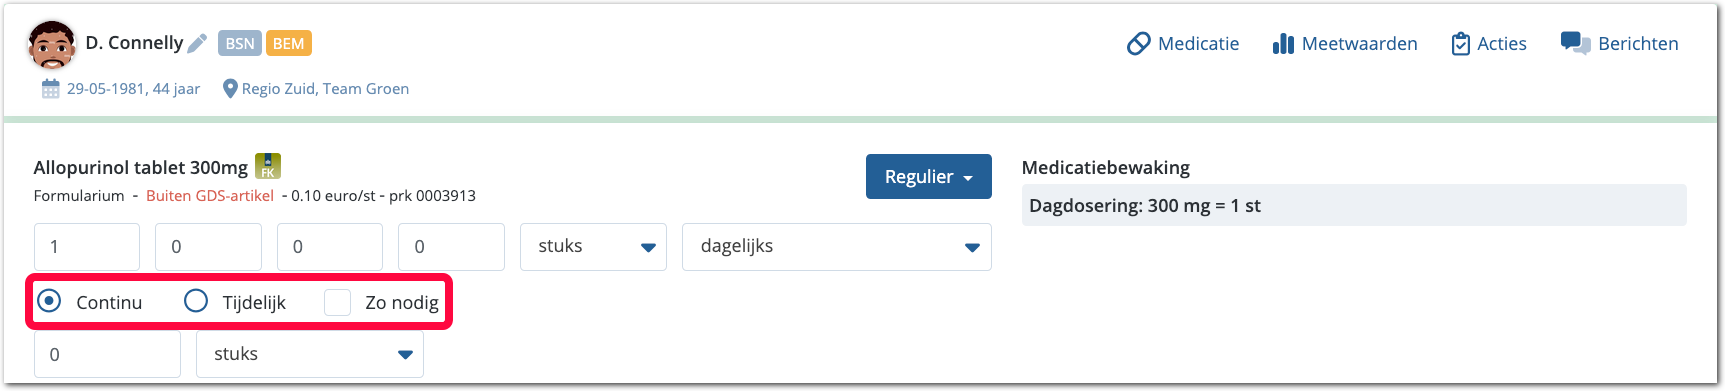 D. Connelly BSN BEM
Medicatie Meetwaarden Acties Berichten
29-05-1981, 44 jaar Regio Zuid, Team Groen
Allopurinol tablet 300mg FK
Formularium - Buiten GDS-artikel - 0.10 euro/st - prk 0003913
Regulier
Medicatiebewaking
Dagdosering: 300 mg = 1 st
1 0 0 0 stuks dagelijks
Continu Tijdelijk Zo nodig
0 stuks